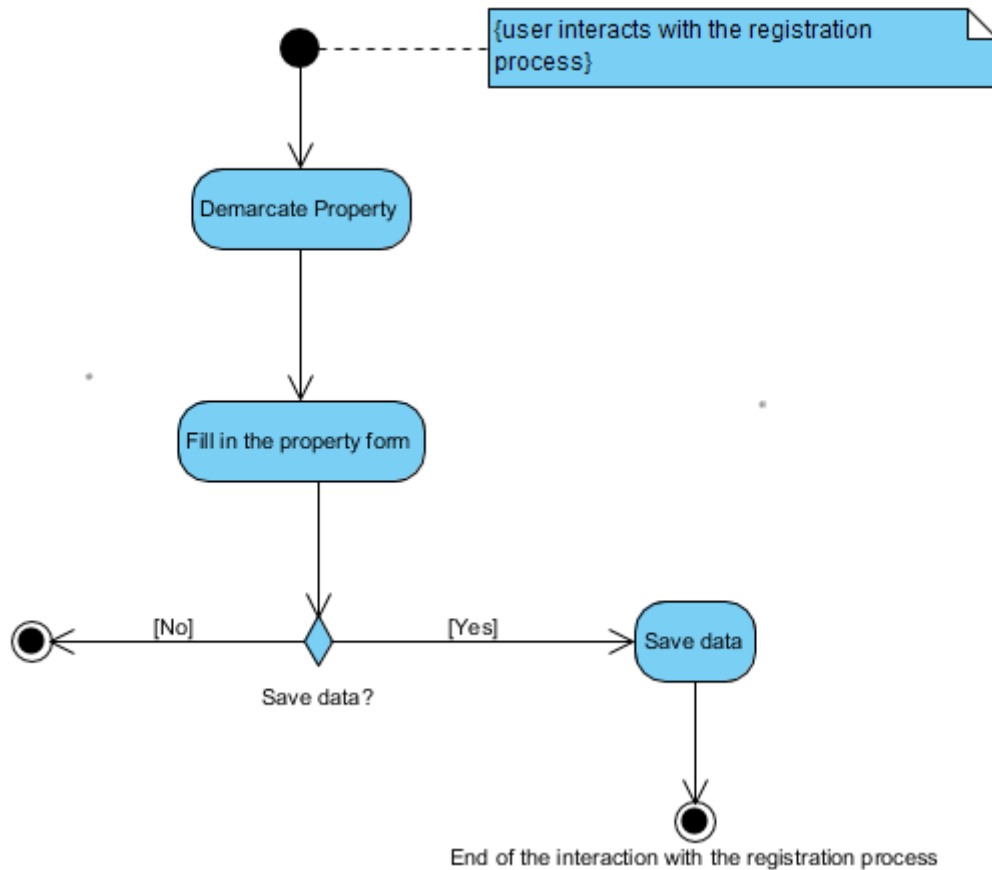 {user interacts with the registration
process}
Demarcate Property
Fill in the property form
[No]
[Yes]
Save data
Save data?
End of the interaction with the registration process